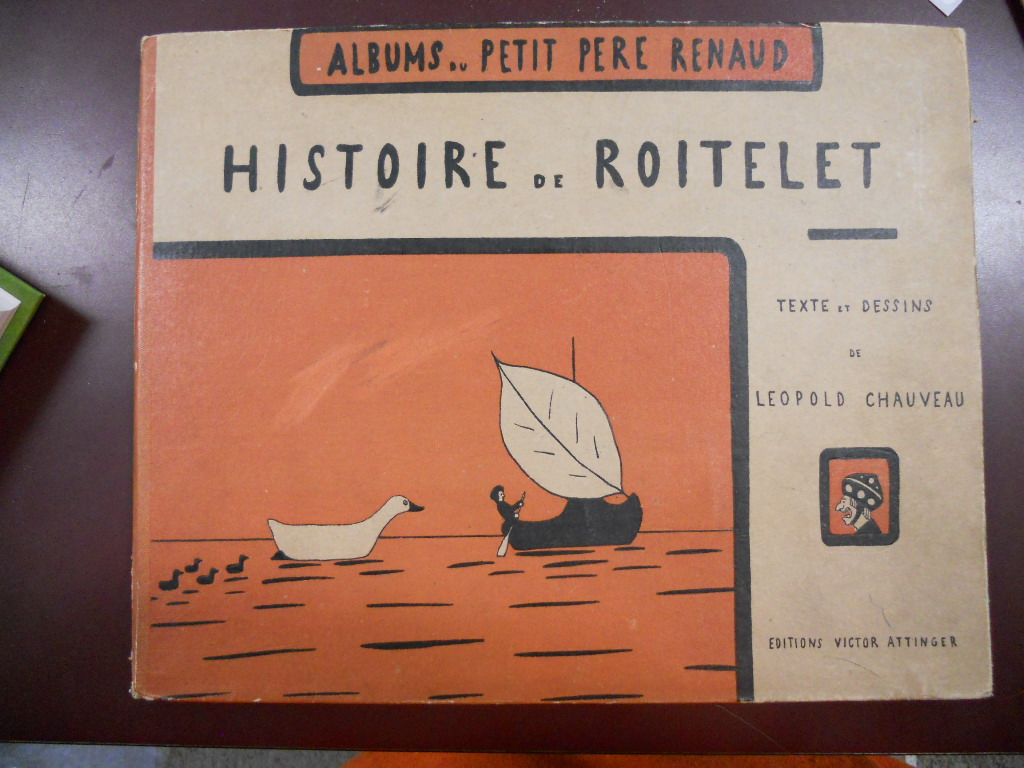 ALBUMS DU PETIT PERE RENAUD
HISTOIRE DE ROITELET
TEXTE ET DESSINS
DE
LEOPOLD CHAUVEAU
EDITIONS VICTOR ATTINGER